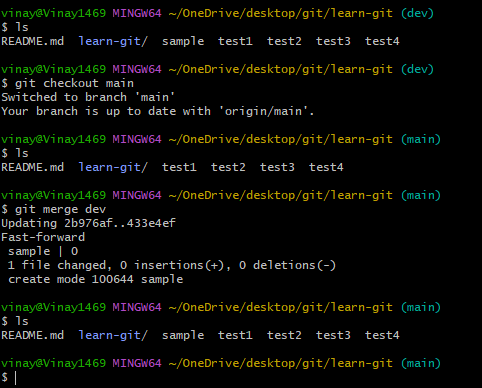 vinay@Vinay1469 MINGW64 ~/OneDrive/desktop/git/learn-git (dev)
$ ls
README.md  learn-git/  sample  test1  test2  test3  test4
vinay@Vinay1469 MINGW64 ~/OneDrive/desktop/git/learn-git (dev)
$ git checkout main
Switched to branch 'main'
Your branch is up to date with 'origin/main'.
vinay@Vinay1469 MINGW64 ~/OneDrive/desktop/git/learn-git (main)
$ ls
README.md  learn-git/  test1  test2  test3  test4
vinay@Vinay1469 MINGW64 ~/OneDrive/desktop/git/learn-git (main)
$ git merge dev
Updating 2b976af..433e4ef
Fast-forward
 sample | 0
 1 file changed, 0 insertions(+), 0 deletions(-)
 create mode 100644 sample
vinay@Vinay1469 MINGW64 ~/OneDrive/desktop/git/learn-git (main)
$ ls
README.md  learn-git/  sample  test1  test2  test3  test4
vinay@Vinay1469 MINGW64 ~/OneDrive/desktop/git/learn-git (main)
$